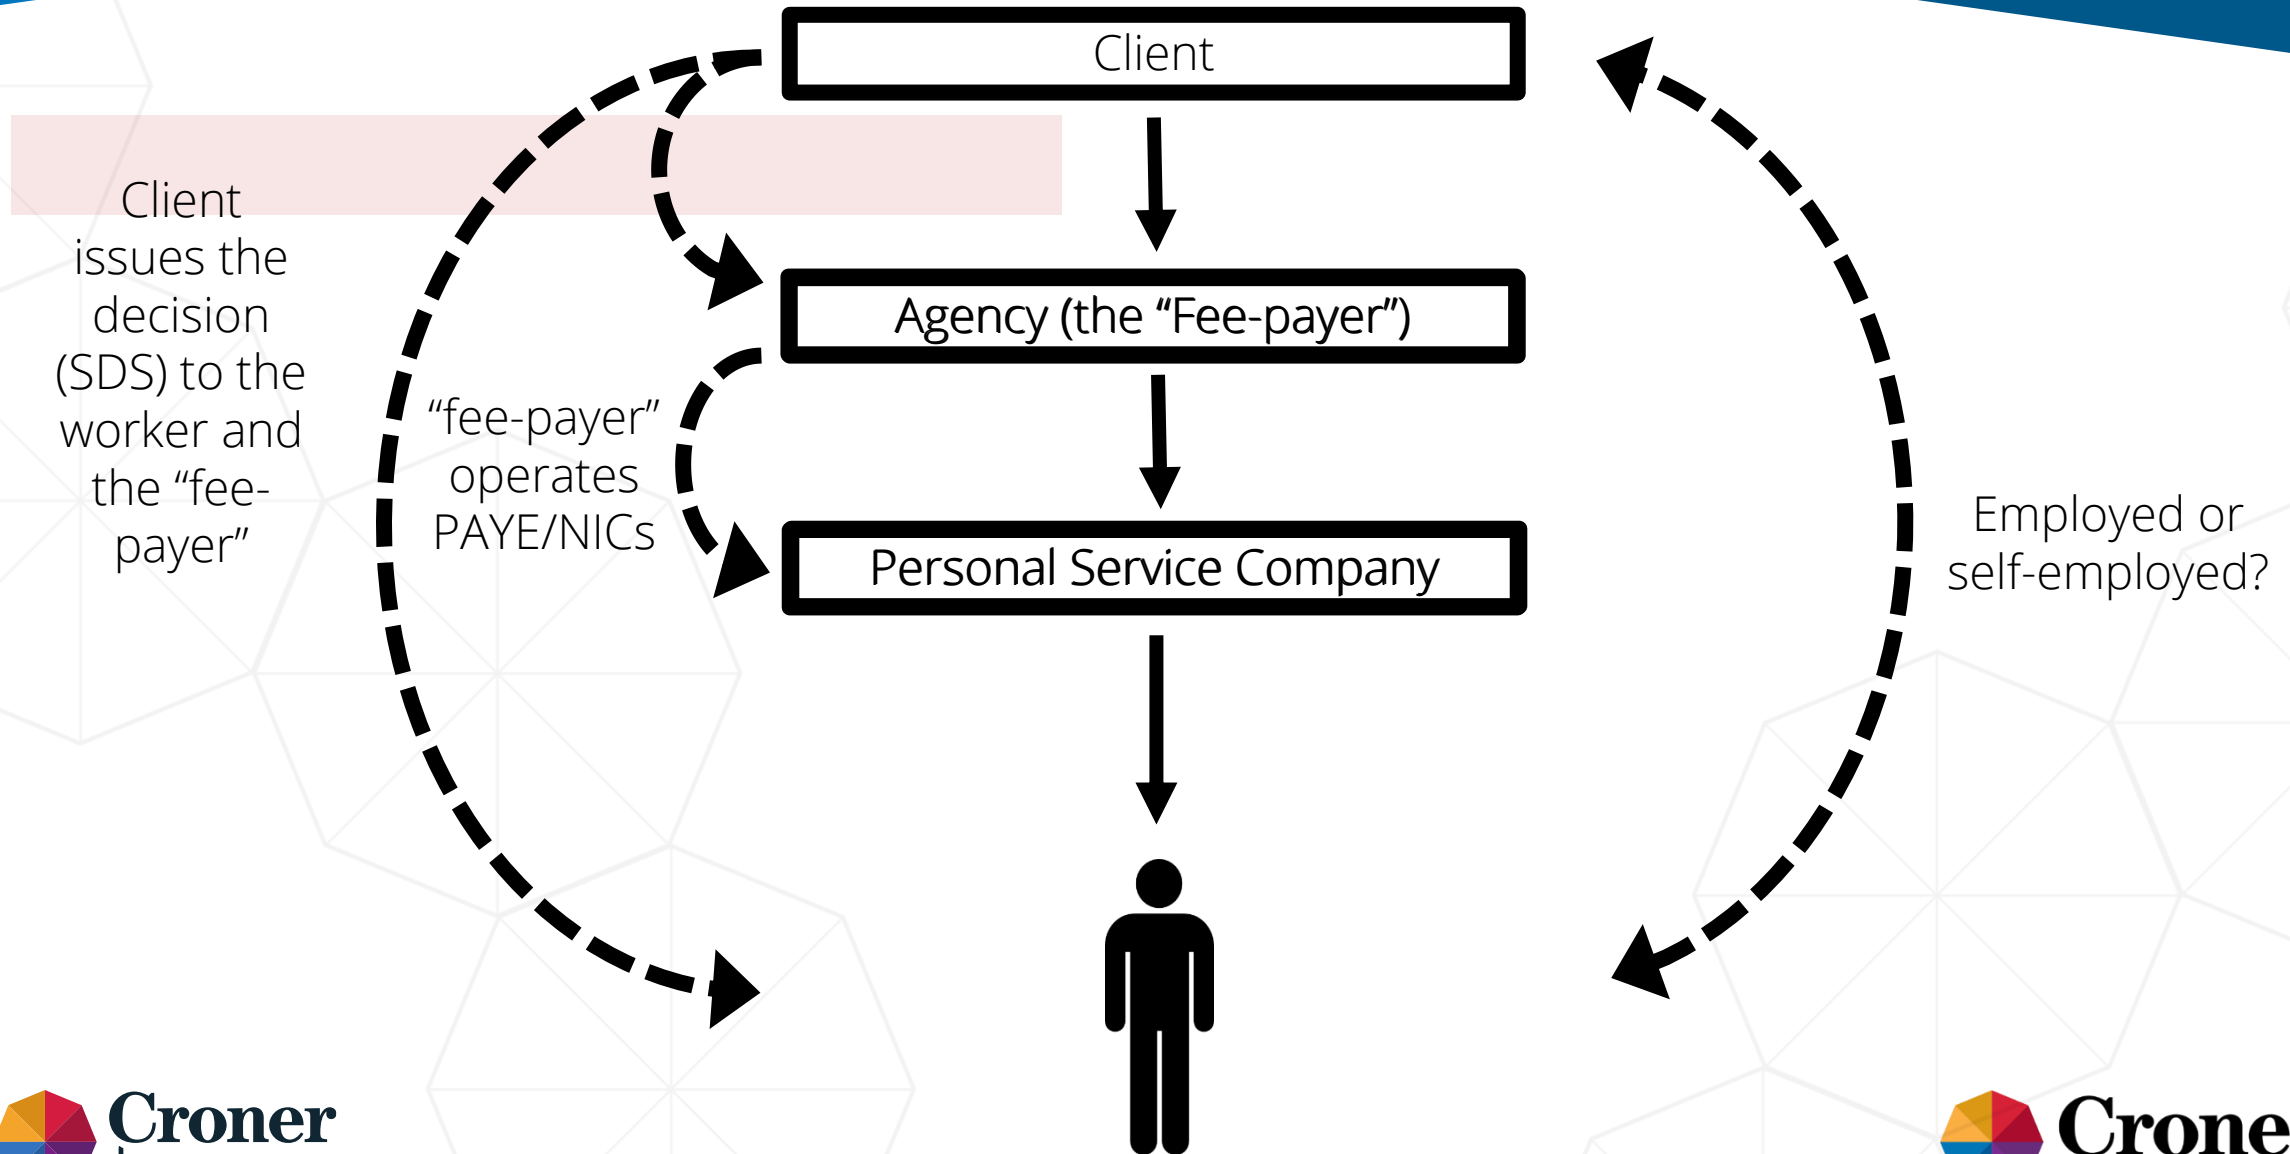 Client
Client
issues the
decision
(SDS) to the
worker and
the “fee-
payer”
Agency (the “Fee-payer”)
“fee-payer”
operates
PAYE/NICs
Personal Service Company
Employed or
self-employed?
Croner
Crone